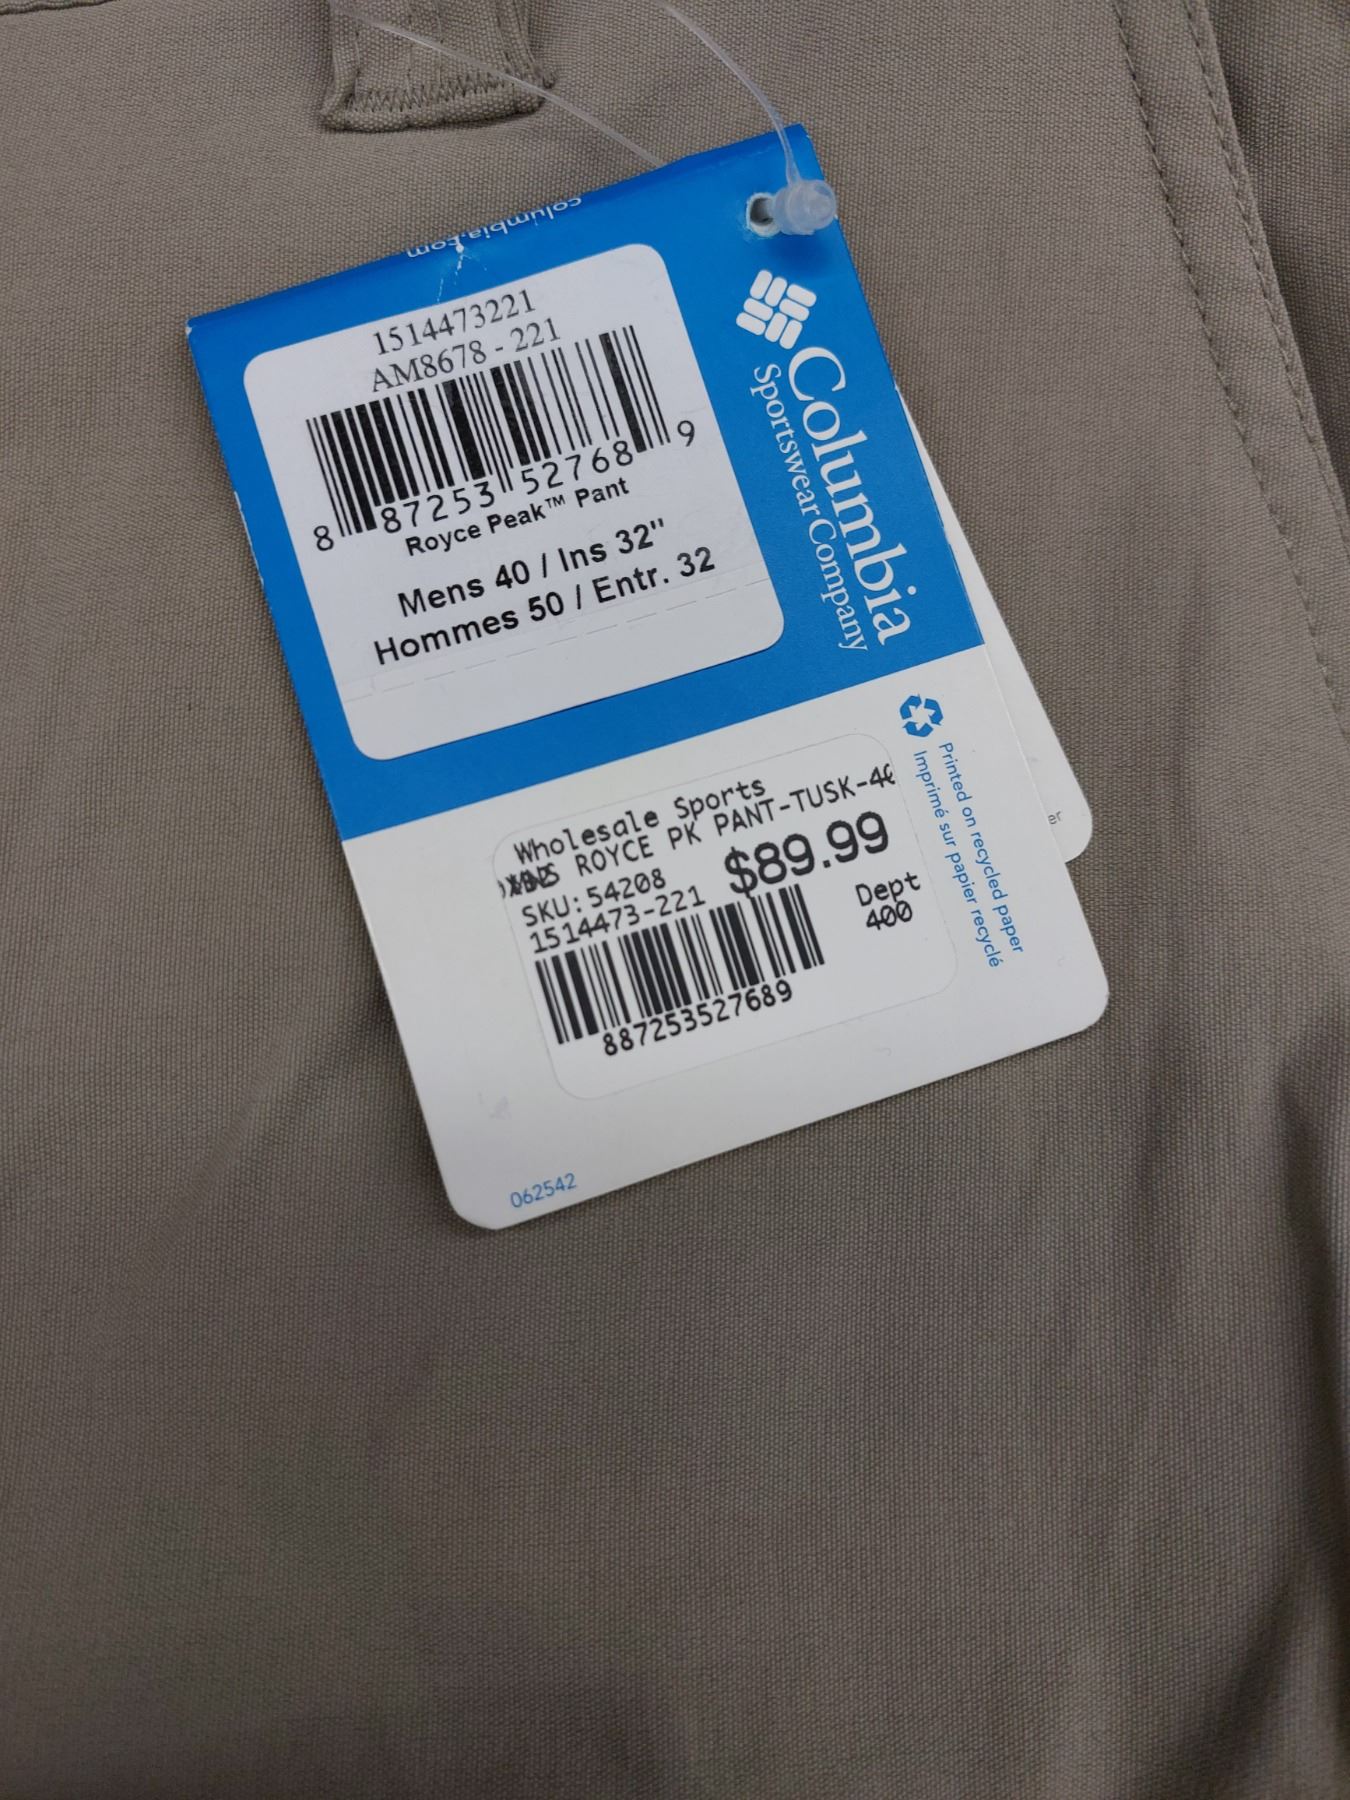 columbia.com
1514473221
AM8678 - 221
8 87253 52768 9
Royce Peak™ Pant
Mens 40 / Ins 32"
Hommes 50 / Entr. 32
Columbia
Sportswear Company
Wholesale Sports
ROYCE PK PANT-TUSK-40
SKU: 54208
$89.99
1514473-221
Dept
400
887253527689
Printed on recycled paper
Imprimé sur papier recyclé
er
062542